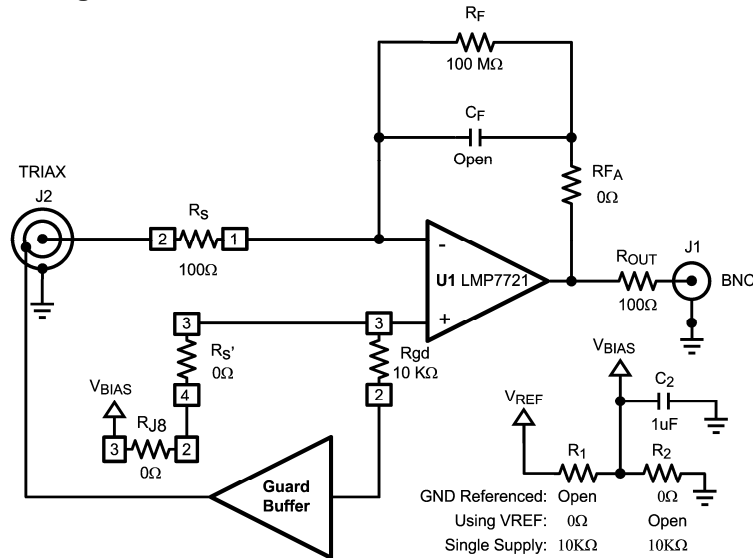 RF
100 MΩ
CF
Open
RFA
0Ω
TRIAX
J2
2
RS
1
100Ω
-
U1 LMP7721
+
ROUT
100Ω
J1
BNC
3
RS'
0Ω
4
3
Rgd
10 KΩ
2
VBIAS
3
RJ8
2
0Ω
Guard
Buffer
VBIAS
C2
1uF
VREF
R1
R2
GND Referenced: Open 0Ω
Using VREF: 0Ω Open
Single Supply: 10KΩ 10KΩ